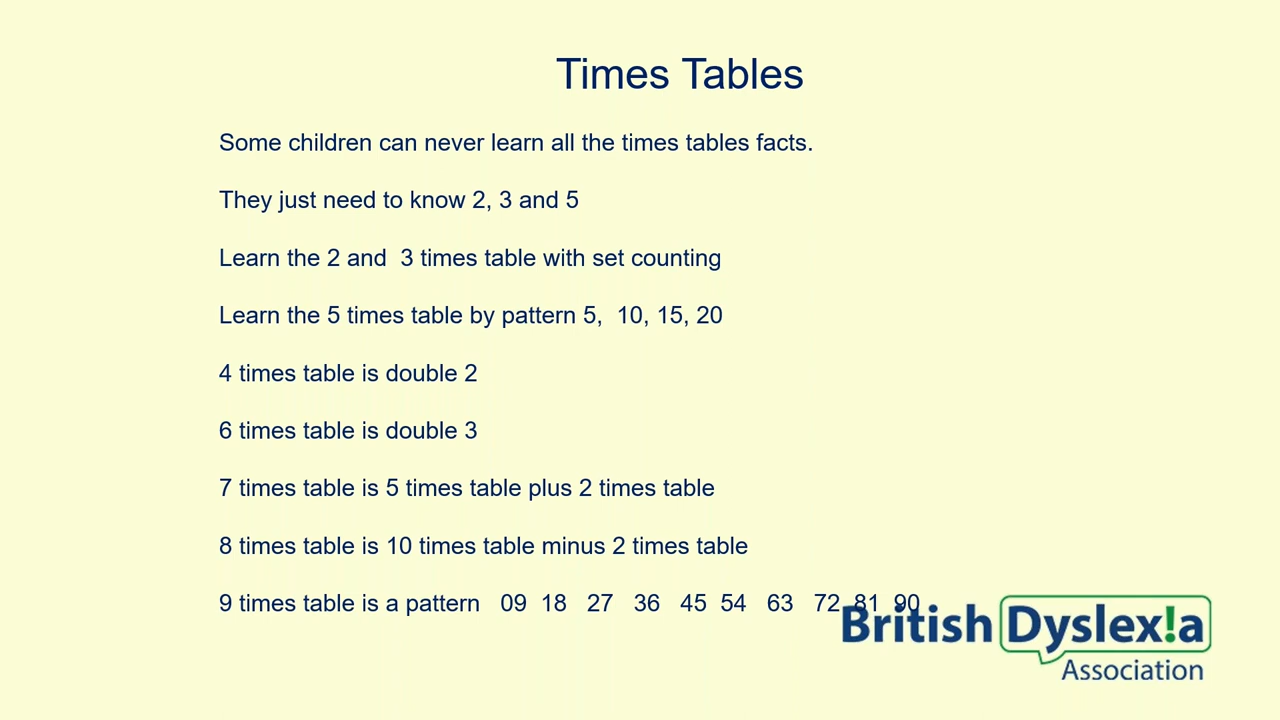 Times Tables
Some children can never learn all the times tables facts.
They just need to know 2, 3 and 5
Learn the 2 and  3 times table with set counting
Learn the 5 times table by pattern 5,  10, 15, 20
4 times table is double 2
6 times table is double 3
7 times table is 5 times table plus 2 times table
8 times table is 10 times table minus 2 times table
9 times table is a pattern   09  18   27   36   45  54   63   72  81  90
British Dyslex!a
Association